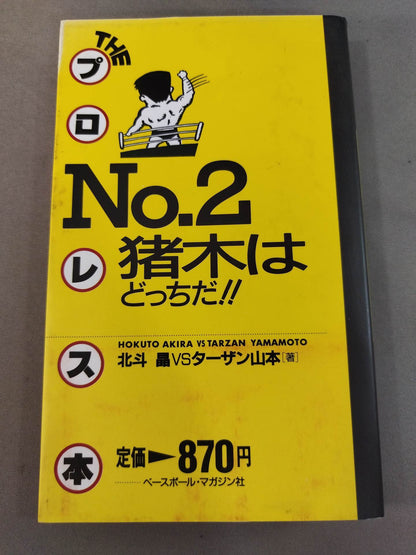 THE
プロレス本
No.2
猪木は
どっちだ!!
HOKUTO AKIRA VS TARZAN YAMAMOTO
北斗 晶VSターザン山本[著]
定価 870円
ベースボール・マガジン社